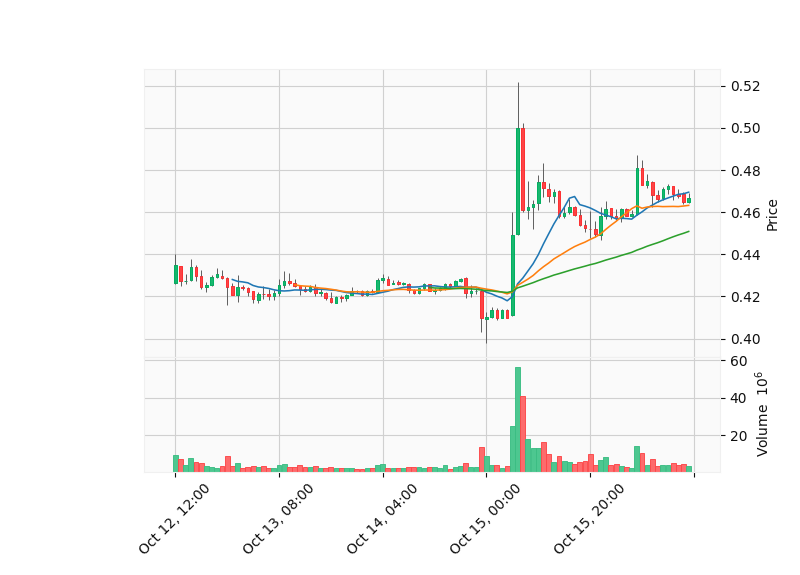 0.52
0.50
0.48
0.46
0.44
0.42
0.40
Price
60
40
20
Volume 10⁶
Oct 12, 12:00
Oct 13, 08:00
Oct 14, 04:00
Oct 15, 00:00
Oct 15, 20:00